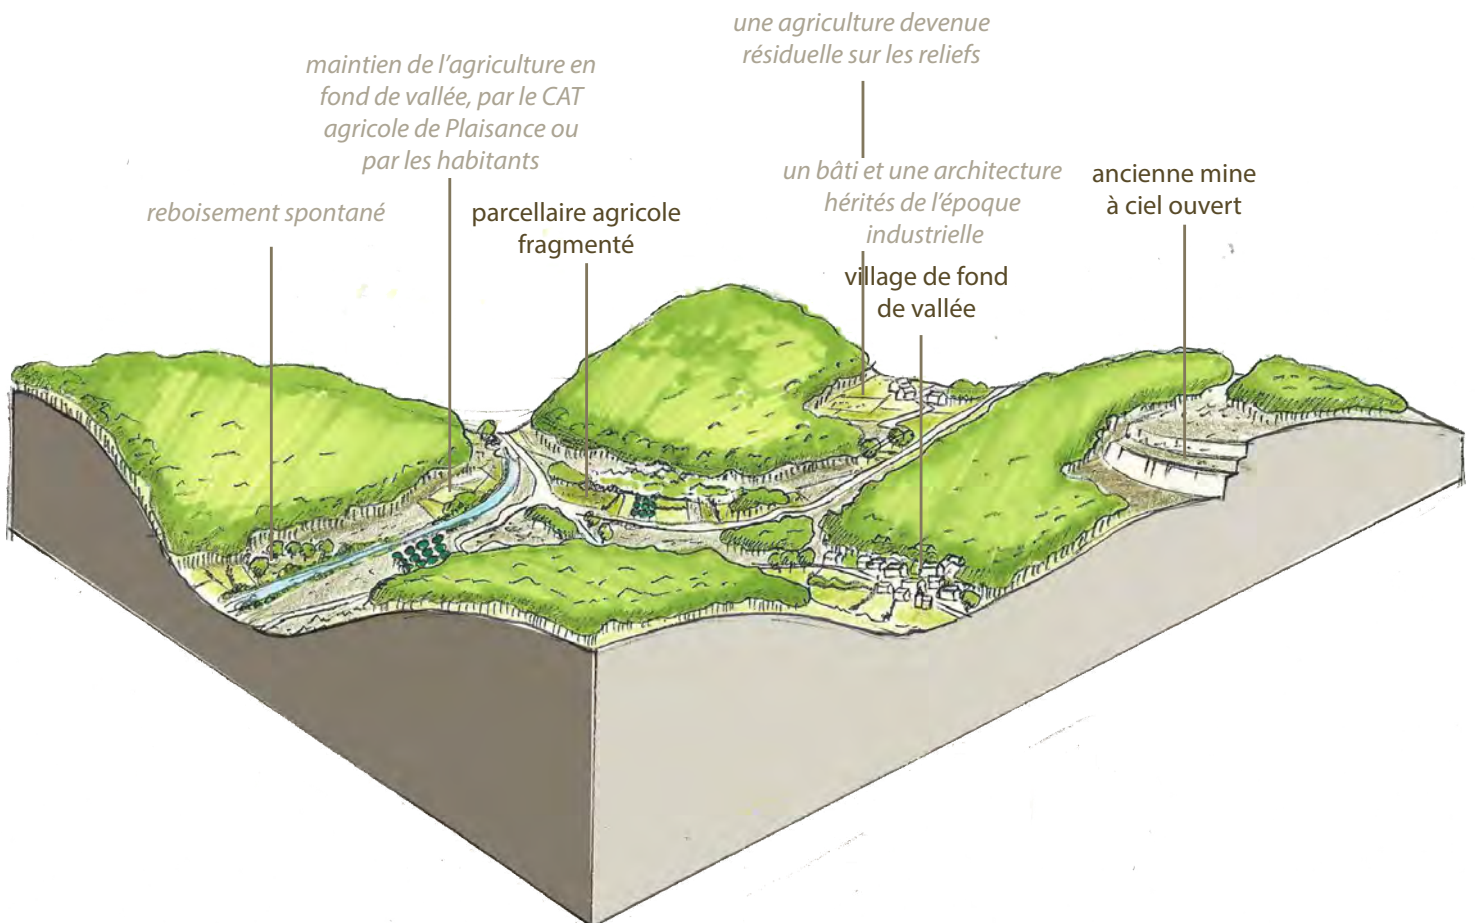 une agriculture devenue
résiduelle sur les reliefs
maintien de l’agriculture en
fond de vallée, par le CAT
agricole de Plaisance ou
par les habitants
un bâti et une architecture
hérités de l’époque
industrielle
ancienne mine
à ciel ouvert
reboisement spontané
parcellaire agricole
fragmenté
village de fond
de vallée